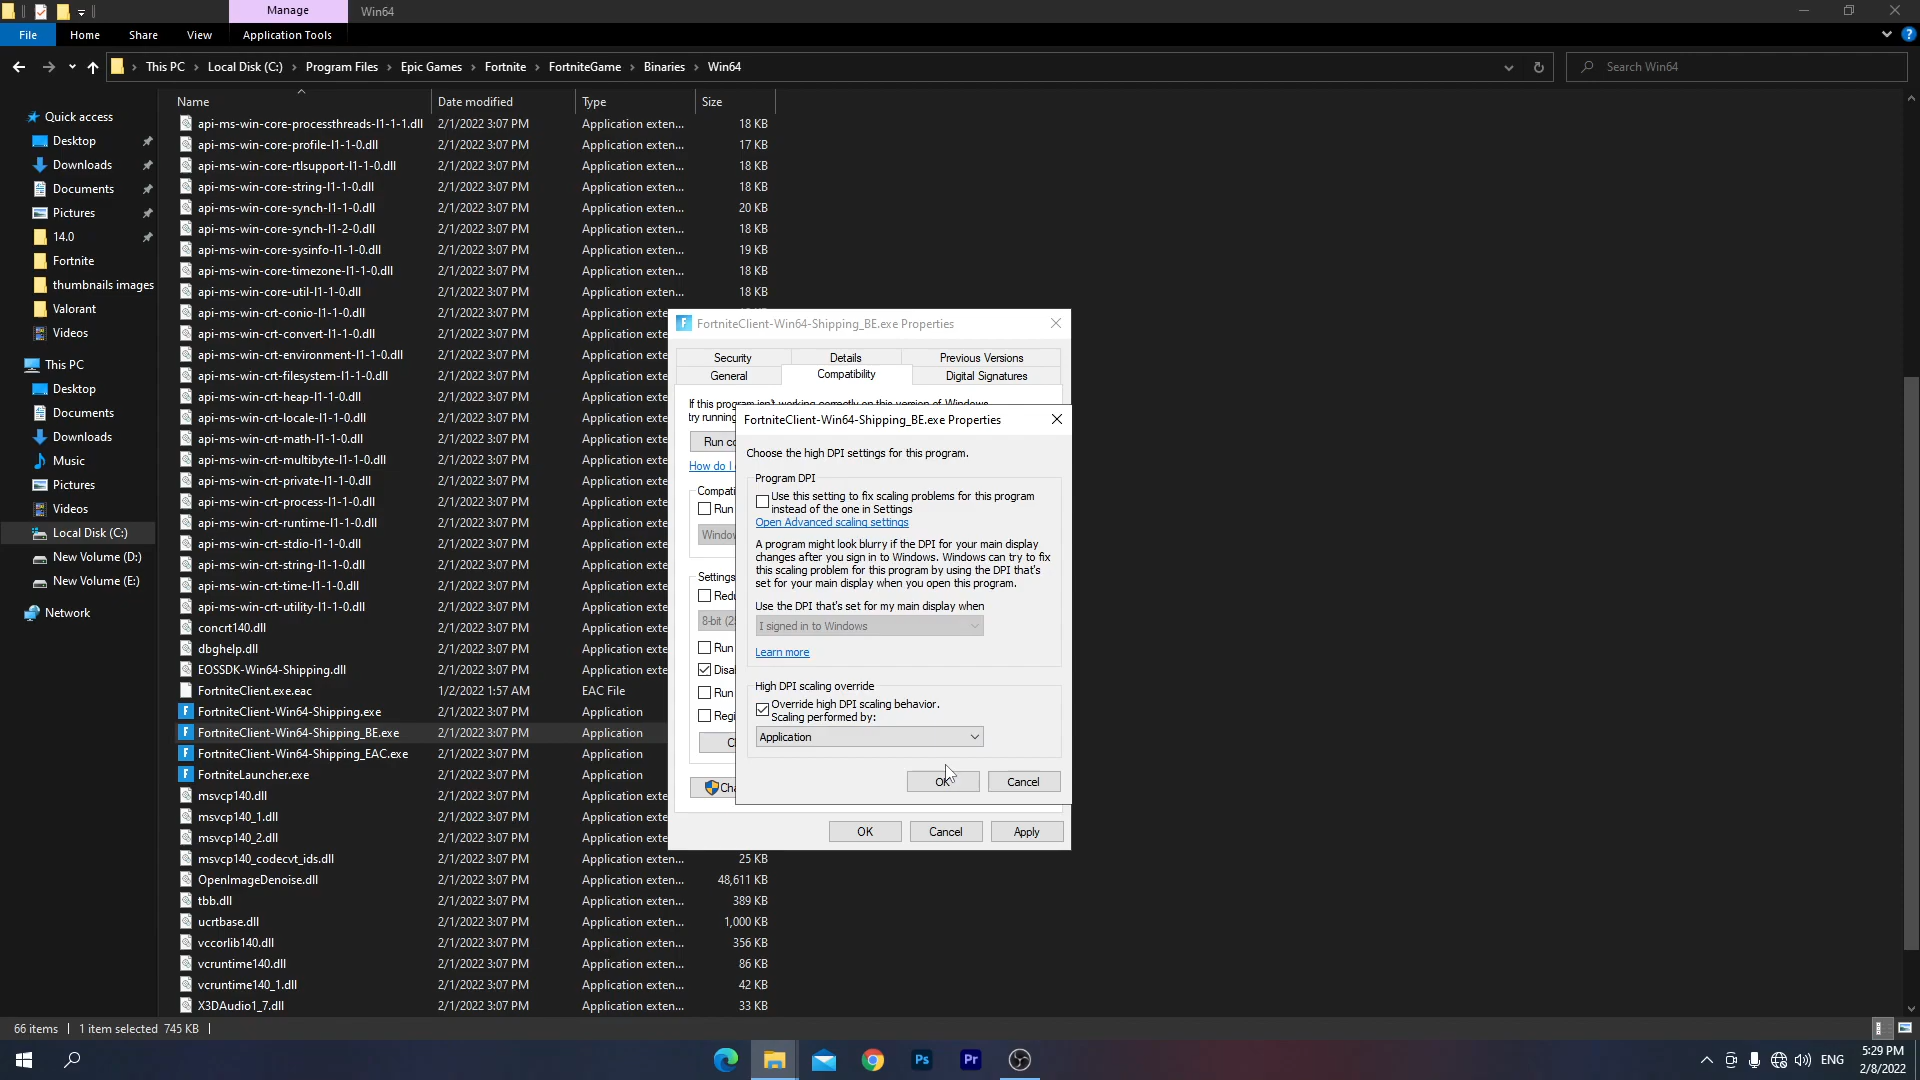 Manage
Win64
File
Home
Share
View
Application Tools
This PC
Local Disk (C:)
Program Files
Epic Games
Fortnite
FortniteGame
Binaries
Win64
Search Win64
Quick access
Desktop
Downloads
Documents
Pictures
14.0
Fortnite
thumbnails images
Valorant
Videos
This PC
Desktop
Documents
Downloads
Music
Pictures
Videos
Local Disk (C:)
New Volume (D:)
New Volume (E:)
Network
Name Date modified Type Size
api-ms-win-core-processthreads-l1-1-1.dll 2/1/2022 3:07 PM Application exten... 18 KB
api-ms-win-core-profile-l1-1-0.dll 2/1/2022 3:07 PM Application exten... 17 KB
api-ms-win-core-rtlsupport-l1-1-0.dll 2/1/2022 3:07 PM Application exten... 18 KB
api-ms-win-core-string-l1-1-0.dll 2/1/2022 3:07 PM Application exten... 18 KB
api-ms-win-core-synch-l1-1-0.dll 2/1/2022 3:07 PM Application exten... 20 KB
api-ms-win-core-synch-l1-2-0.dll 2/1/2022 3:07 PM Application exten... 18 KB
api-ms-win-core-sysinfo-l1-1-0.dll 2/1/2022 3:07 PM Application exten... 19 KB
api-ms-win-core-timezone-l1-1-0.dll 2/1/2022 3:07 PM Application exten... 18 KB
api-ms-win-core-util-l1-1-0.dll 2/1/2022 3:07 PM Application exten... 18 KB
api-ms-win-crt-conio-l1-1-0.dll 2/1/2022 3:07 PM Application exte
api-ms-win-crt-convert-l1-1-0.dll 2/1/2022 3:07 PM Application exte
api-ms-win-crt-environment-l1-1-0.dll 2/1/2022 3:07 PM Application exte
api-ms-win-crt-filesystem-l1-1-0.dll 2/1/2022 3:07 PM Application exte
api-ms-win-crt-heap-l1-1-0.dll 2/1/2022 3:07 PM Application exte
api-ms-win-crt-locale-l1-1-0.dll 2/1/2022 3:07 PM Application exte
api-ms-win-crt-math-l1-1-0.dll 2/1/2022 3:07 PM Application exte
api-ms-win-crt-multibyte-l1-1-0.dll 2/1/2022 3:07 PM Application exte
api-ms-win-crt-private-l1-1-0.dll 2/1/2022 3:07 PM Application exte
api-ms-win-crt-process-l1-1-0.dll 2/1/2022 3:07 PM Application exte
api-ms-win-crt-runtime-l1-1-0.dll 2/1/2022 3:07 PM Application exte
api-ms-win-crt-stdio-l1-1-0.dll 2/1/2022 3:07 PM Application exte
api-ms-win-crt-string-l1-1-0.dll 2/1/2022 3:07 PM Application exte
api-ms-win-crt-time-l1-1-0.dll 2/1/2022 3:07 PM Application exte
api-ms-win-crt-utility-l1-1-0.dll 2/1/2022 3:07 PM Application exte
concrt140.dll 2/1/2022 3:07 PM Application exte
dbghelp.dll 2/1/2022 3:07 PM Application exte
EOSSDK-Win64-Shipping.dll 2/1/2022 3:07 PM Application exte
FortniteClient.exe.eac 1/2/2022 1:57 AM EAC File
FortniteClient-Win64-Shipping.exe 2/1/2022 3:07 PM Application
FortniteClient-Win64-Shipping_BE.exe 2/1/2022 3:07 PM Application
FortniteClient-Win64-Shipping_EAC.exe 2/1/2022 3:07 PM Application
FortniteLauncher.exe 2/1/2022 3:07 PM Application
msvcp140.dll 2/1/2022 3:07 PM Application exte
msvcp140_1.dll 2/1/2022 3:07 PM Application exte
msvcp140_2.dll 2/1/2022 3:07 PM Application exte
msvcp140_codecvt_ids.dll 2/1/2022 3:07 PM Application exten... 25 KB
OpenImageDenoise.dll 2/1/2022 3:07 PM Application exten... 48,611 KB
tbb.dll 2/1/2022 3:07 PM Application exten... 389 KB
ucrtbase.dll 2/1/2022 3:07 PM Application exten... 1,000 KB
vccorlib140.dll 2/1/2022 3:07 PM Application exten... 356 KB
vcruntime140.dll 2/1/2022 3:07 PM Application exten... 86 KB
vcruntime140_1.dll 2/1/2022 3:07 PM Application exten... 42 KB
X3DAudio1_7.dll 2/1/2022 3:07 PM Application exten... 33 KB
FortniteClient-Win64-Shipping_BE.exe Properties
Security Details Previous Versions
General Compatibility Digital Signatures
If this program isn't working correctly on this version of Windows,
try running
Run co
How do I
Compati
Run
Window
Settings
Redu
8-bit (2
Run
Disal
Run
Regi
C
Cha
OK Cancel Apply
FortniteClient-Win64-Shipping_BE.exe Properties
Choose the high DPI settings for this program.
Program DPI
Use this setting to fix scaling problems for this program
instead of the one in Settings
Open Advanced scaling settings
A program might look blurry if the DPI for your main display
changes after you sign in to Windows. Windows can try to fix
this scaling problem for this program by using the DPI that's
set for your main display when you open this program.
Use the DPI that's set for my main display when
I signed in to Windows
Learn more
High DPI scaling override
Override high DPI scaling behavior.
Scaling performed by:
Application
OK Cancel
66 items
1 item selected 745 KB
Ps
Pr
ENG
5:29 PM
2/8/2022